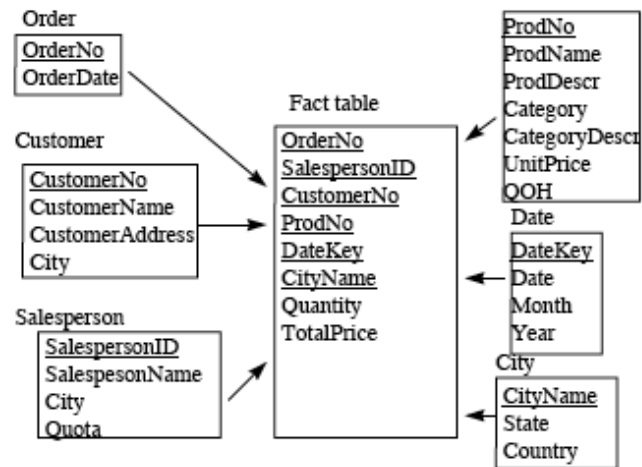 Order
OrderNo
OrderDate
Customer
CustomerNo
CustomerName
CustomerAddress
City
Salesperson
SalespersonID
SalespesonName
City
Quota
Fact table
OrderNo
SalespersonID
CustomerNo
ProdNo
DateKey
CityName
Quantity
TotalPrice
ProdNo
ProdName
ProdDescr
Category
CategoryDescr
UnitPrice
QOH
Date
DateKey
Date
Month
Year
City
CityName
State
Country